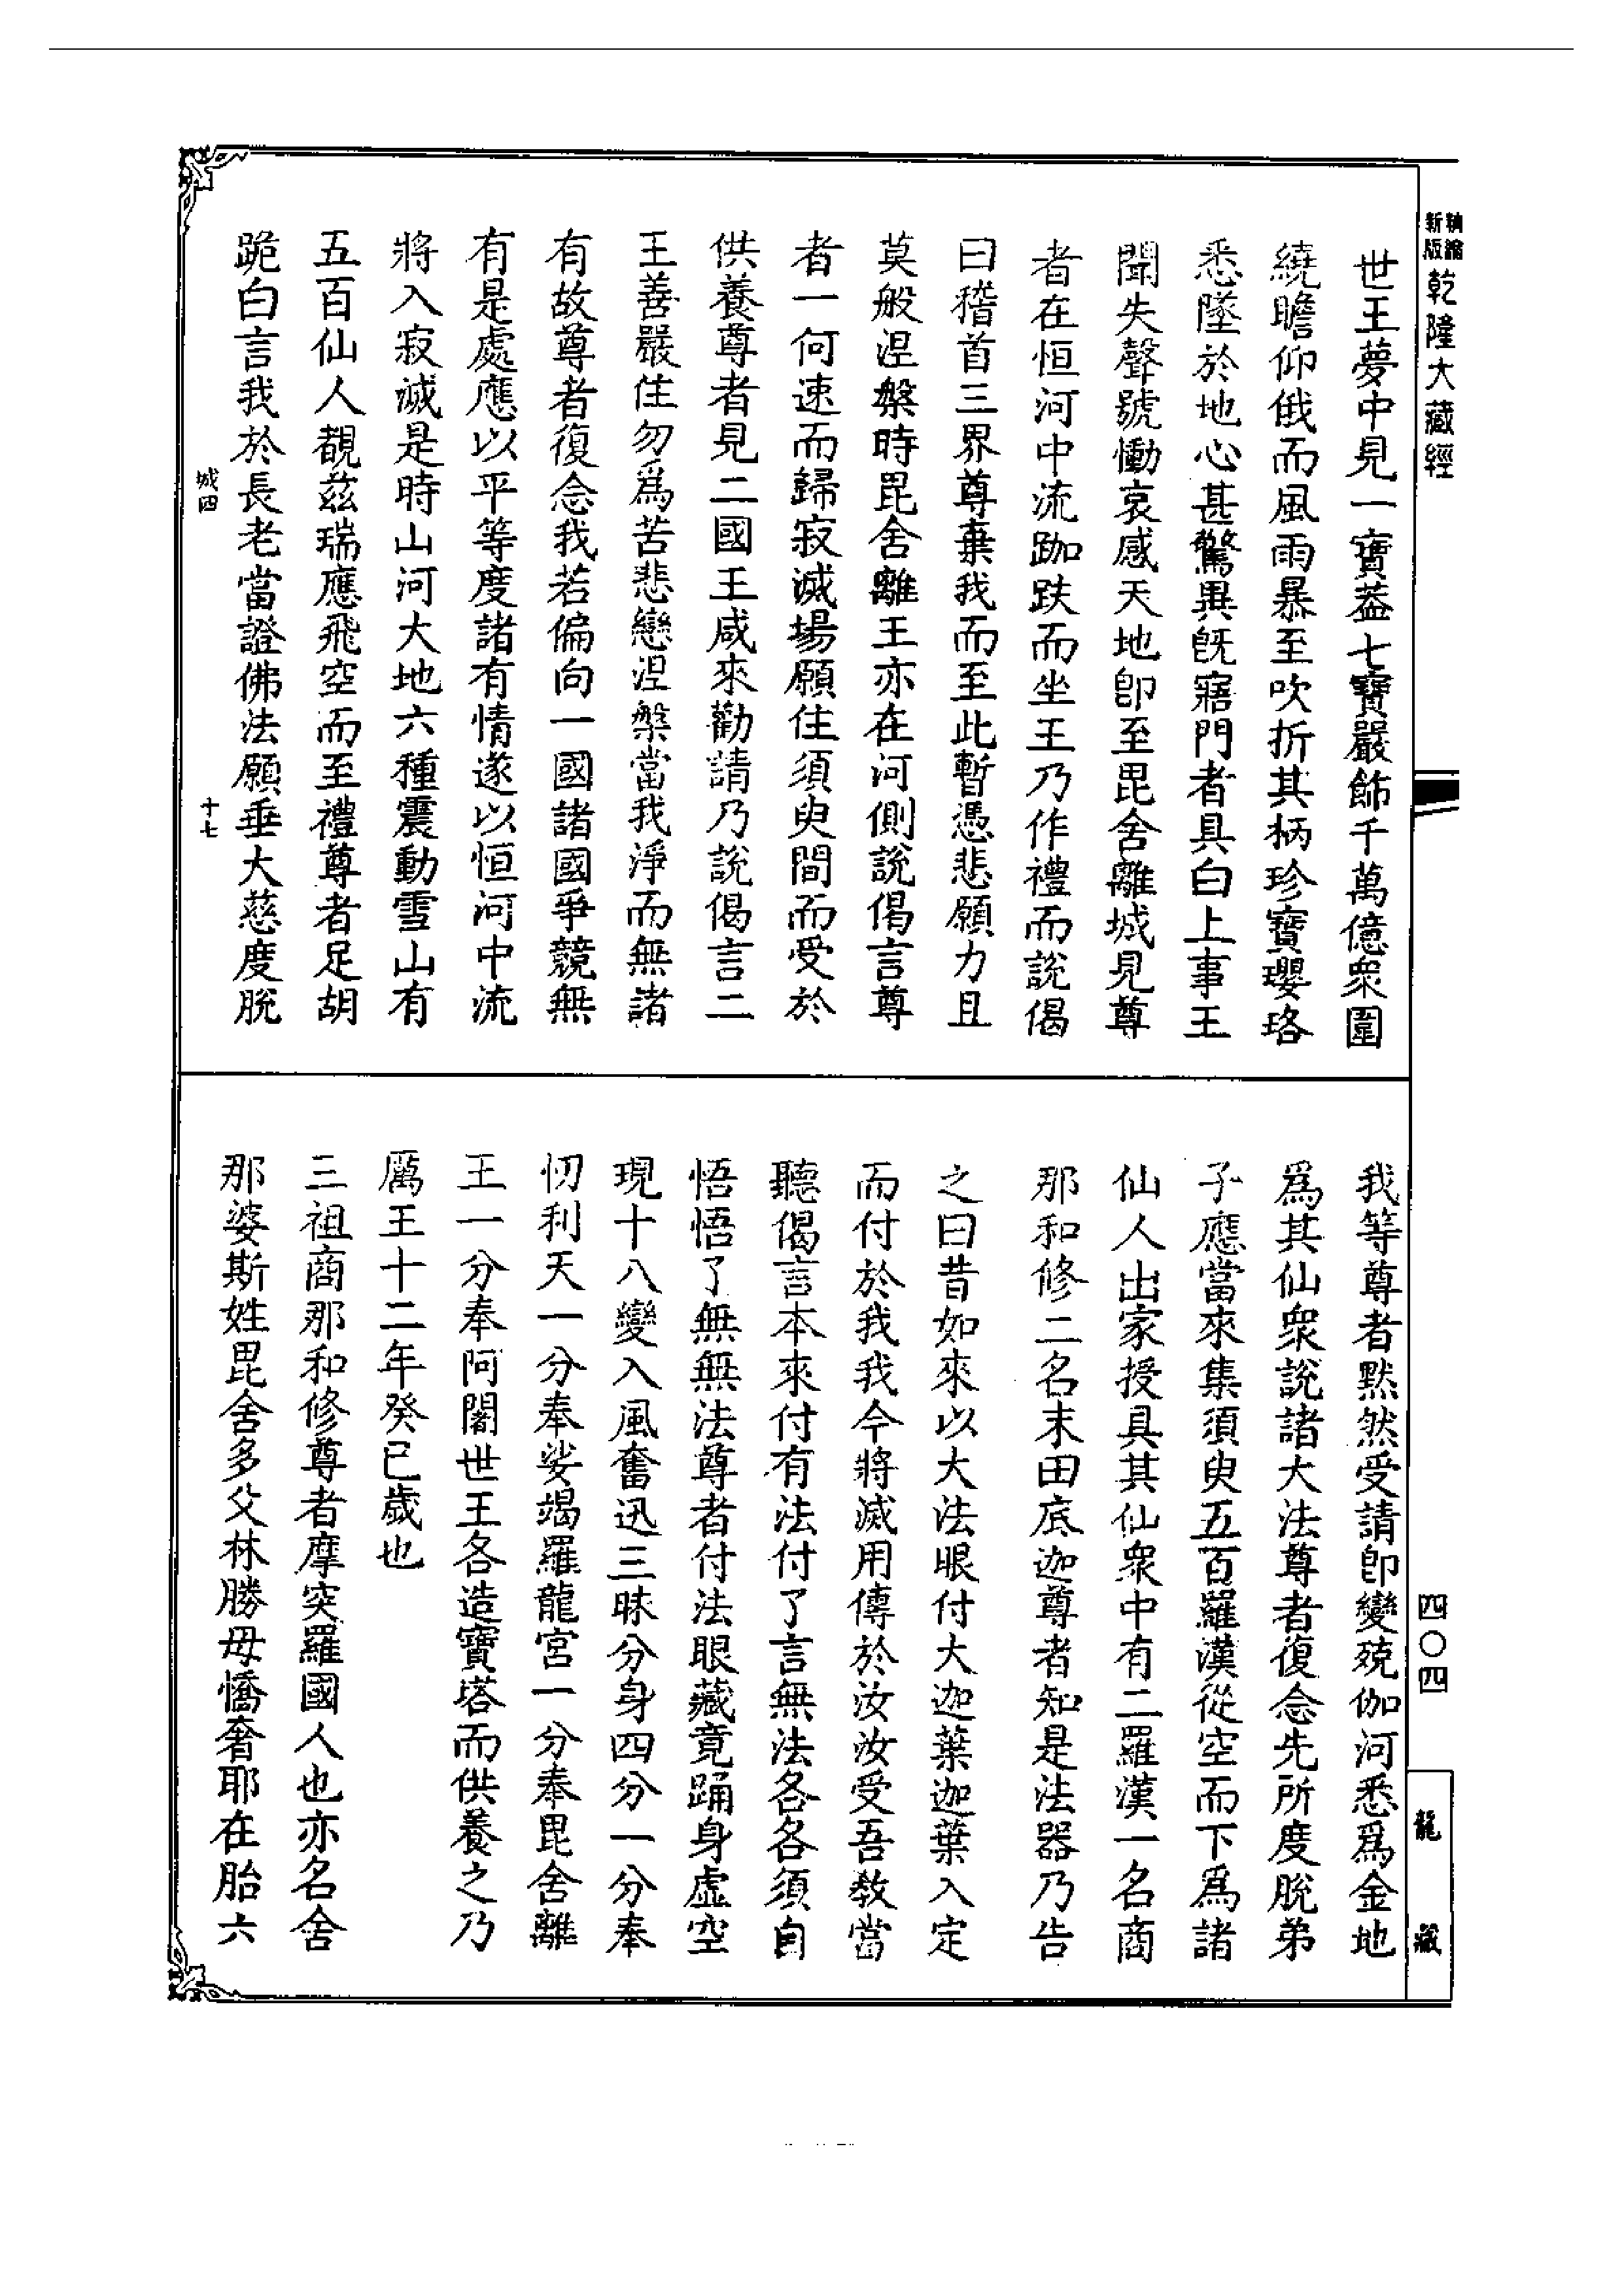 精縮新版乾隆大藏經
世王夢中見一寶葢七寶嚴飾千萬億眾圍
繞瞻仰俄而風雨暴至吹折其柄珍寶瓔珞
悉墜於地心甚驚異旣寤門者具白上事王
聞失聲號慟哀感天地卽至毘舍離城見尊
者在恒河中流跏趺而坐王乃作禮而說偈
曰稽首三界尊棄我而至此暫憑悲願力且
莫般涅槃時毘舍離王亦在河側說偈言尊
者一何速而歸寂滅場願住須臾間而受於
供養尊者見二國王咸來勸請乃說偈言二
王善嚴住勿爲苦悲戀涅槃當我淨而無諸
有故尊者復念我若偏向一國諸國爭競無
有是處應以平等度諸有情遂以恒河中流
將入寂滅是時山河大地六種震動雪山有
五百仙人覩茲瑞應飛空而至禮尊者足胡
跪白言我於長老當證佛法願垂大慈度脫
城四
十七
四〇四
龍藏
我等尊者黙然受請卽變殑伽河悉爲金地
爲其仙眾說諸大法尊者復念先所度脫弟
子應當來集須臾五百羅漢從空而下爲諸
仙人出家授具其仙眾中有二羅漢一名商
那和修二名末田底迦尊者知是法器乃告
之曰昔如來以大法眼付大迦葉迦葉入定
而付於我我今將滅用傳於汝汝受吾教當
聽偈言本來付有法付了言無法各各須自
悟悟了無無法尊者付法眼藏竟踊身虛空
現十八變入風奮迅三昧分身四分一分奉
忉利天一分奉娑竭羅龍宮一分奉毘舍離
王一分奉阿闍世王各造寶塔而供養之乃
厲王十二年癸巳歲也
三祖商那和修尊者摩突羅國人也亦名舍
那婆斯姓毘舍多父林勝母憍奢耶在胎六